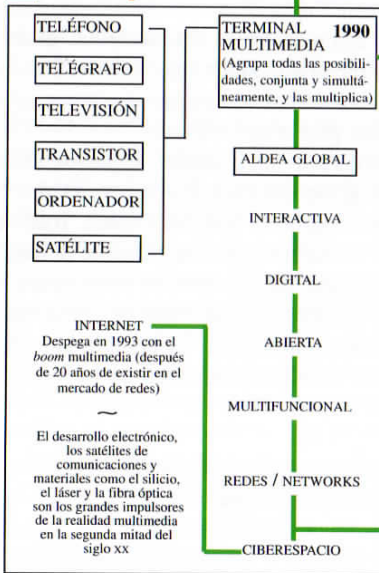 TELÉFONO
TELÉGRAFO
TELEVISIÓN
TRANSISTOR
ORDENADOR
SATÉLITE
TERMINAL 1990
MULTIMEDIA
(Agrupa todas las posibili-
dades, conjunta y simultá-
neamente, y las multiplica)
ALDEA GLOBAL
INTERACTIVA
DIGITAL
ABIERTA
MULTIFUNCIONAL
REDES / NETWORKS
CIBERESPACIO
INTERNET
Despega en 1993 con el
boom multimedia (después
de 20 años de existir en el
mercado de redes)
~
El desarrollo electrónico,
los satélites de
comunicaciones y
materiales como el silicio,
el láser y la fibra óptica
son los grandes impulsores
de la realidad multimedia
en la segunda mitad del
siglo XX